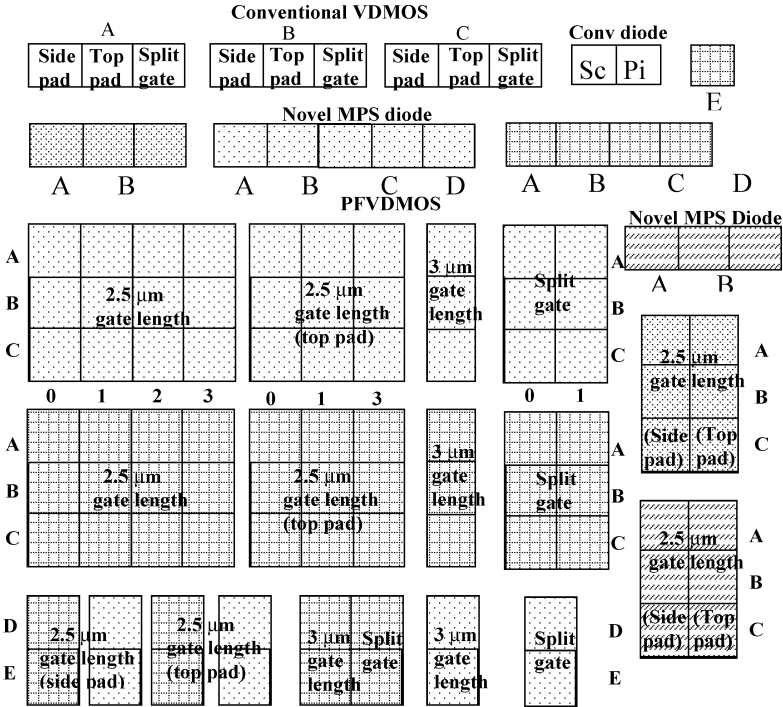 Conventional VDMOS
A
B
C
Conv diode
Side Top Split
pad pad gate
Side Top Split
pad pad gate
Side Top Split
pad pad gate
Sc Pi
E
Novel MPS diode
A B
A B C D
A B C D
PFVDMOS
Novel MPS Diode
A B
A
B
C
2.5 μm
gate length
2.5 μm
gate length
(top pad)
3 μm
gate
length
Split
gate
A
B
C
0 1 2 3
0 1 3
0 1
2.5 μm
gate length
(Side (Top
pad) pad)
A
B
C
A
B
C
2.5 μm
gate length
2.5 μm
gate length
(top pad)
3 μm
gate
length
Split
gate
A
B
C
2.5 μm
gate length
(Side (Top
pad) pad)
A
B
C
D
E
2.5 μm
gate length
(side pad)
2.5 μm
gate length
(top pad)
3 μm
gate
length
Split
gate
3 μm
gate
length
Split
gate
D
E